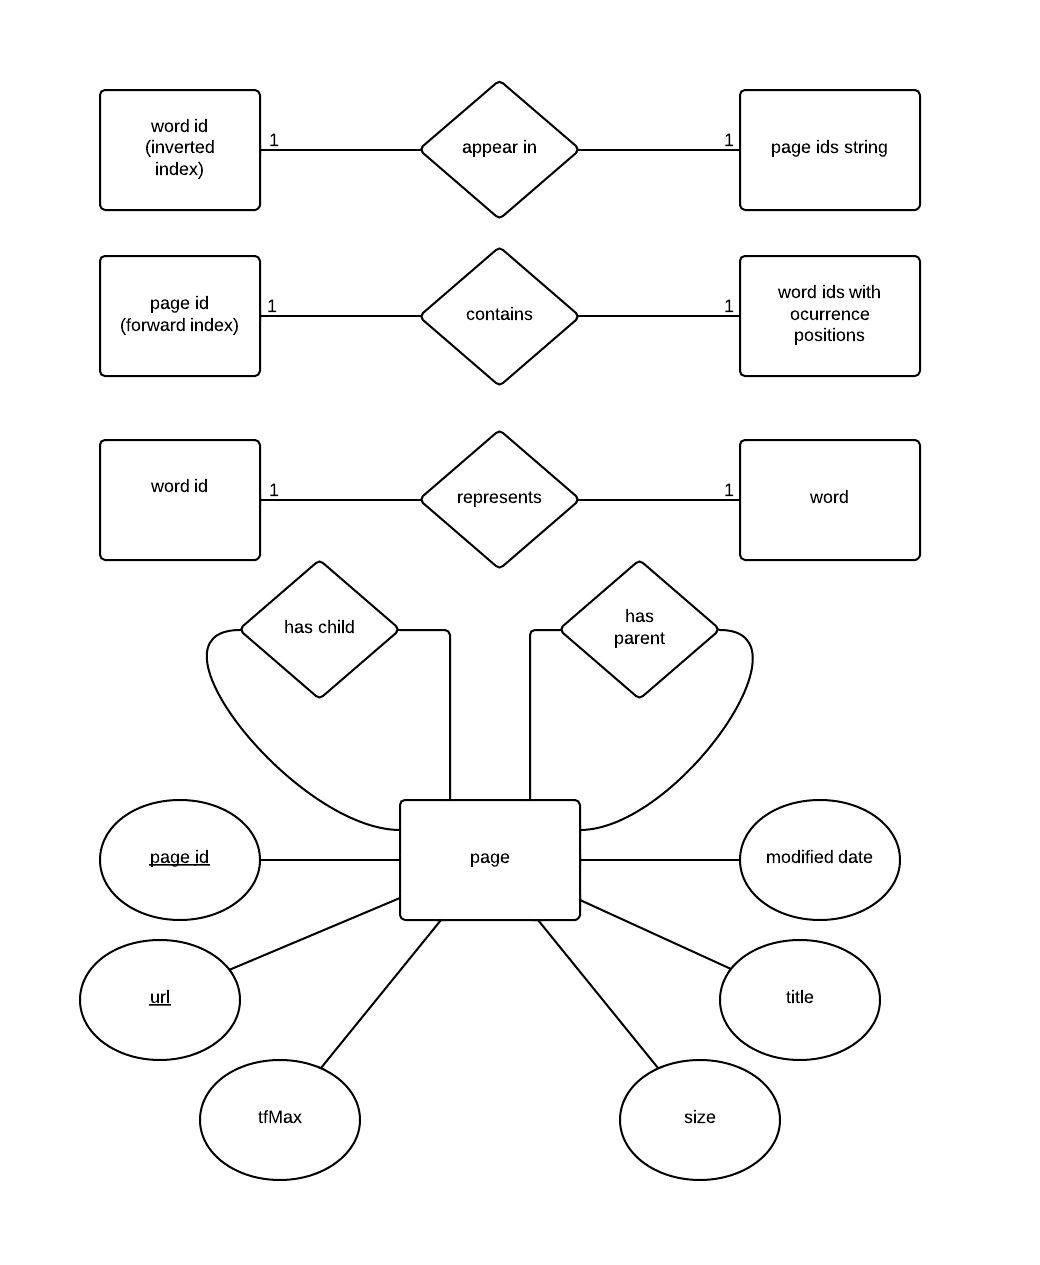 word id
(inverted
index)
1
appear in
1
page ids string
page id
(forward index)
1
contains
1
word ids with
ocurrence
positions
word id
1
represents
1
word
has child
has
parent
page id
page
modified date
url
title
tfMax
size